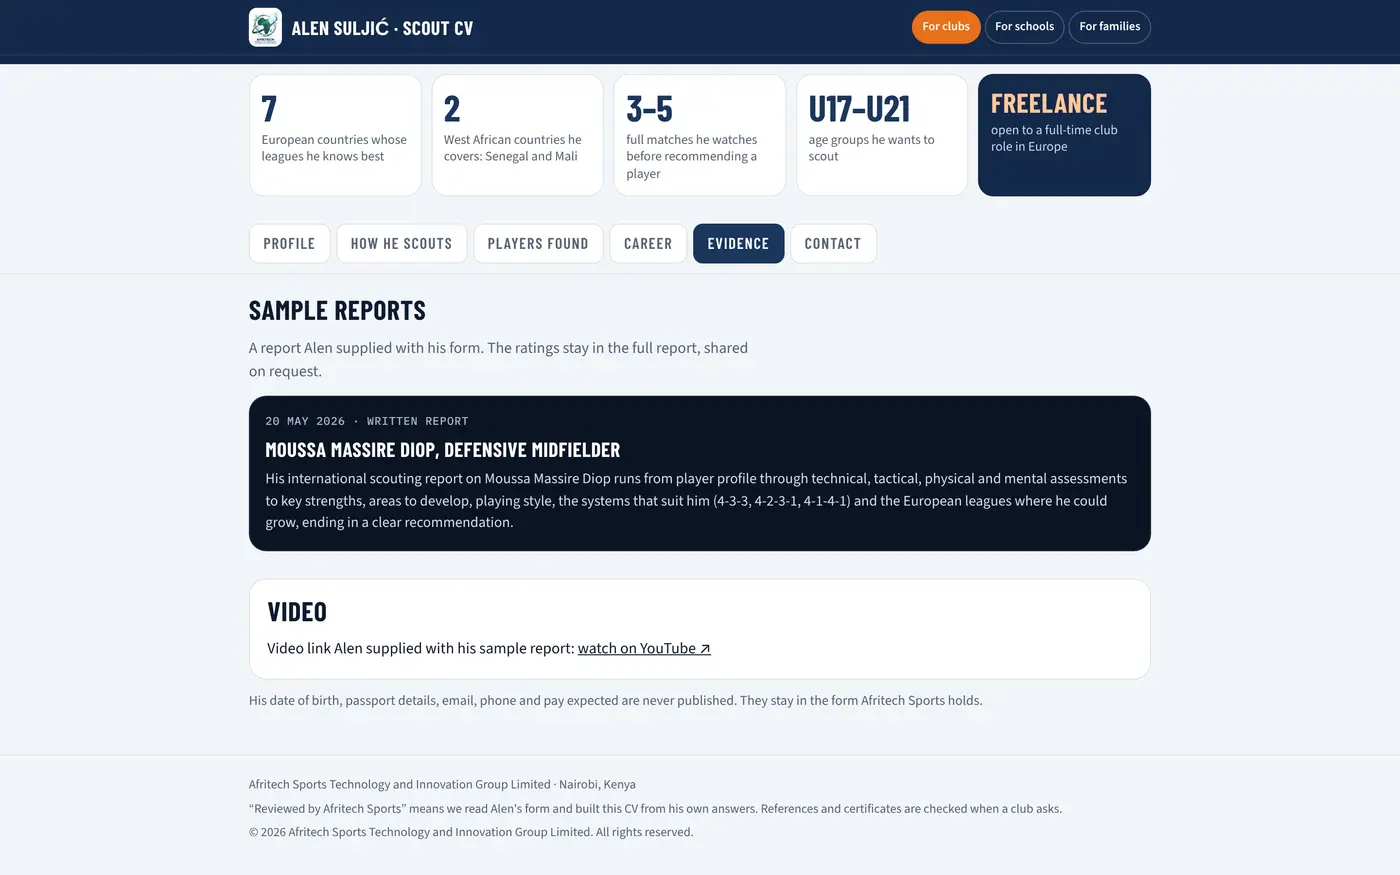 ALEN SULJIĆ · SCOUT CV
For clubs
For schools
For families
7
European countries whose
leagues he knows best
2
West African countries he
covers: Senegal and Mali
3–5
full matches he watches
before recommending a
player
U17–U21
age groups he wants to
scout
FREELANCE
open to a full-time club
role in Europe
PROFILE
HOW HE SCOUTS
PLAYERS FOUND
CAREER
EVIDENCE
CONTACT
SAMPLE REPORTS
A report Alen supplied with his form. The ratings stay in the full report, shared
on request.
20 MAY 2026 · WRITTEN REPORT
MOUSSA MASSIRE DIOP, DEFENSIVE MIDFIELDER
His international scouting report on Moussa Massire Diop runs from player profile through technical, tactical, physical and mental assessments
to key strengths, areas to develop, playing style, the systems that suit him (4-3-3, 4-2-3-1, 4-1-4-1) and the European leagues where he could
grow, ending in a clear recommendation.
VIDEO
Video link Alen supplied with his sample report: watch on YouTube ↗
His date of birth, passport details, email, phone and pay expected are never published. They stay in the form Afritech Sports holds.
Afritech Sports Technology and Innovation Group Limited · Nairobi, Kenya
“Reviewed by Afritech Sports” means we read Alen's form and built this CV from his own answers. References and certificates are checked when a club asks.
© 2026 Afritech Sports Technology and Innovation Group Limited. All rights reserved.